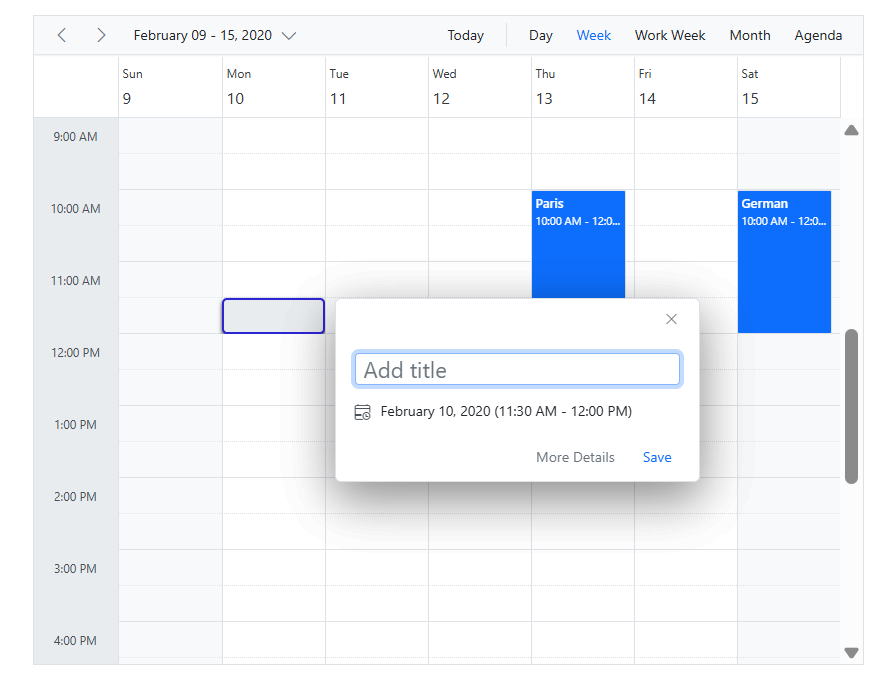 February 09 - 15, 2020 Today Day Week Work Week Month Agenda
Sun Mon Tue Wed Thu Fri Sat
9 10 11 12 13 14 15
9:00 AM
10:00 AM
Paris German
10:00 AM - 12:0... 10:00 AM - 12:0...
11:00 AM
12:00 PM
Add title
February 10, 2020 (11:30 AM - 12:00 PM)
1:00 PM
More Details Save
2:00 PM
3:00 PM
4:00 PM